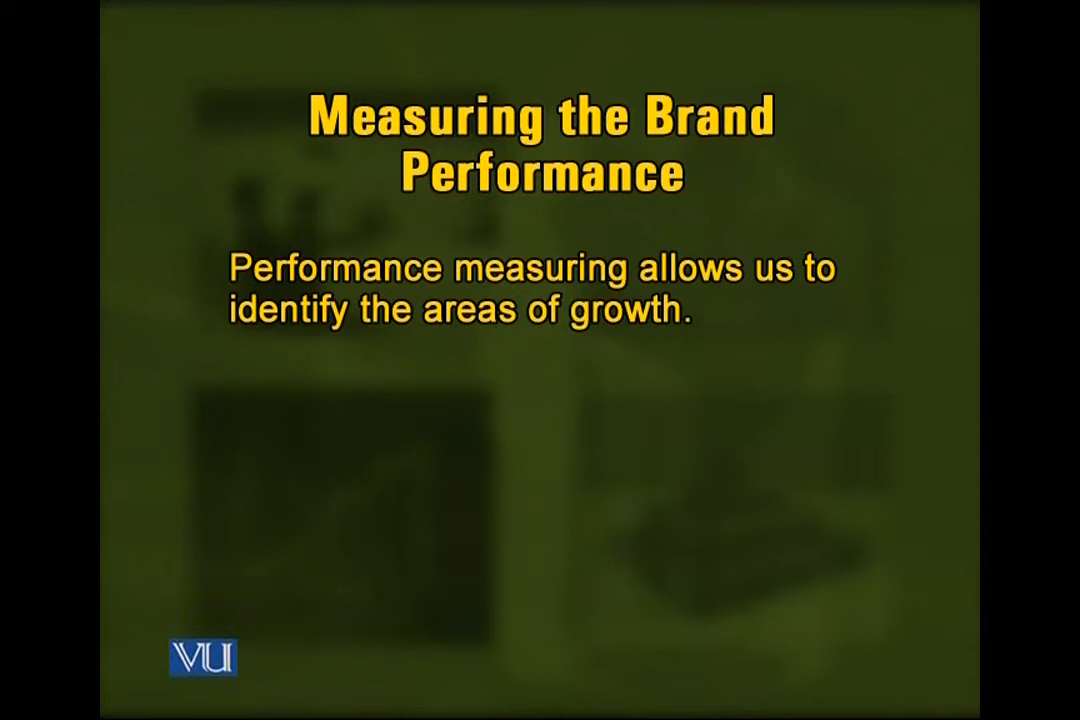 Measuring the Brand
Performance
Performance measuring allows us to
identify the areas of growth.
VU